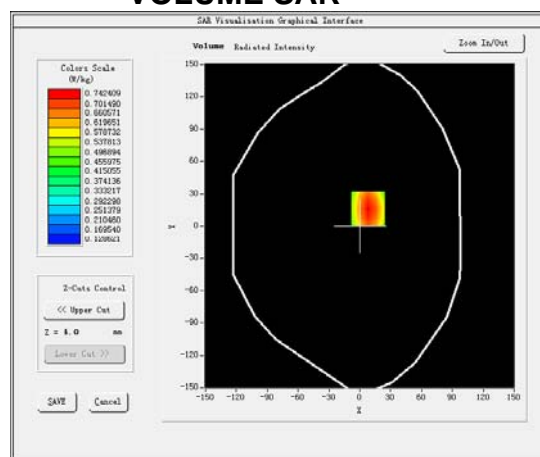 VOLUME SAR
SAR Visualisation Graphical Interface
Volume Radiated Intensity
Zoom In/Out
Colors Scale
(W/kg)
0.742409
0.701490
0.660571
0.619651
0.578732
0.537813
0.496894
0.455975
0.415055
0.374136
0.333217
0.292298
0.251379
0.210460
0.169540
0.128621
Z-Cuts Control
<< Upper Cut
Z = 4.0 mm
Lower Cut >>
SAVE Cancel
150
120
90
60
30
0
-30
-60
-90
-120
-150
Y
-150 -120 -90 -60 -30 0 30 60 90 120 150
X